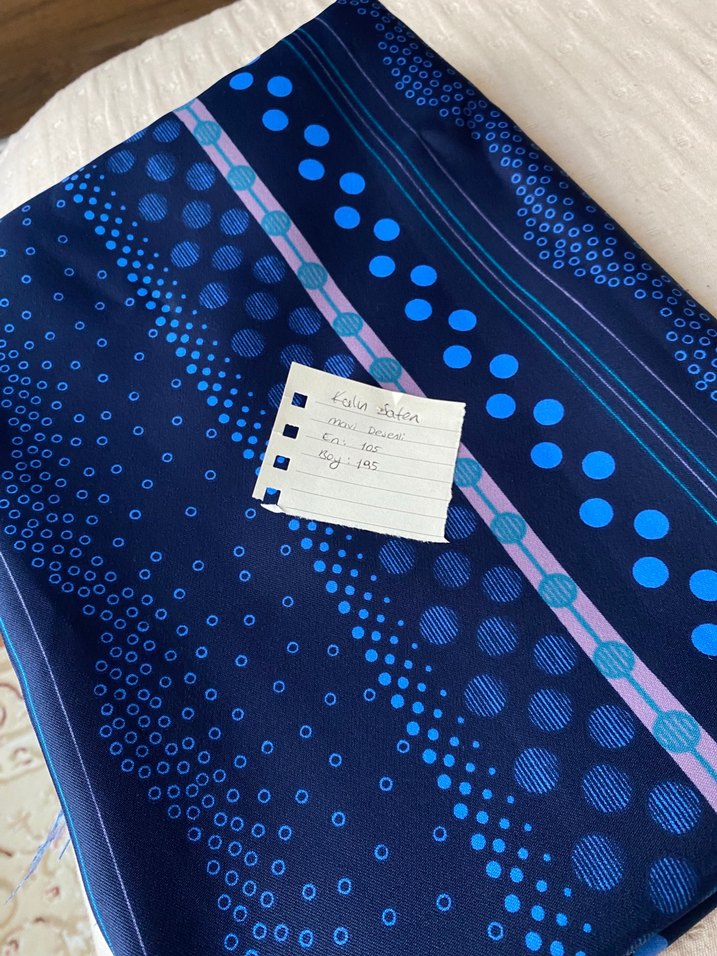 Kalın Saten
mavi Desenli
En: 105
Boy: 195